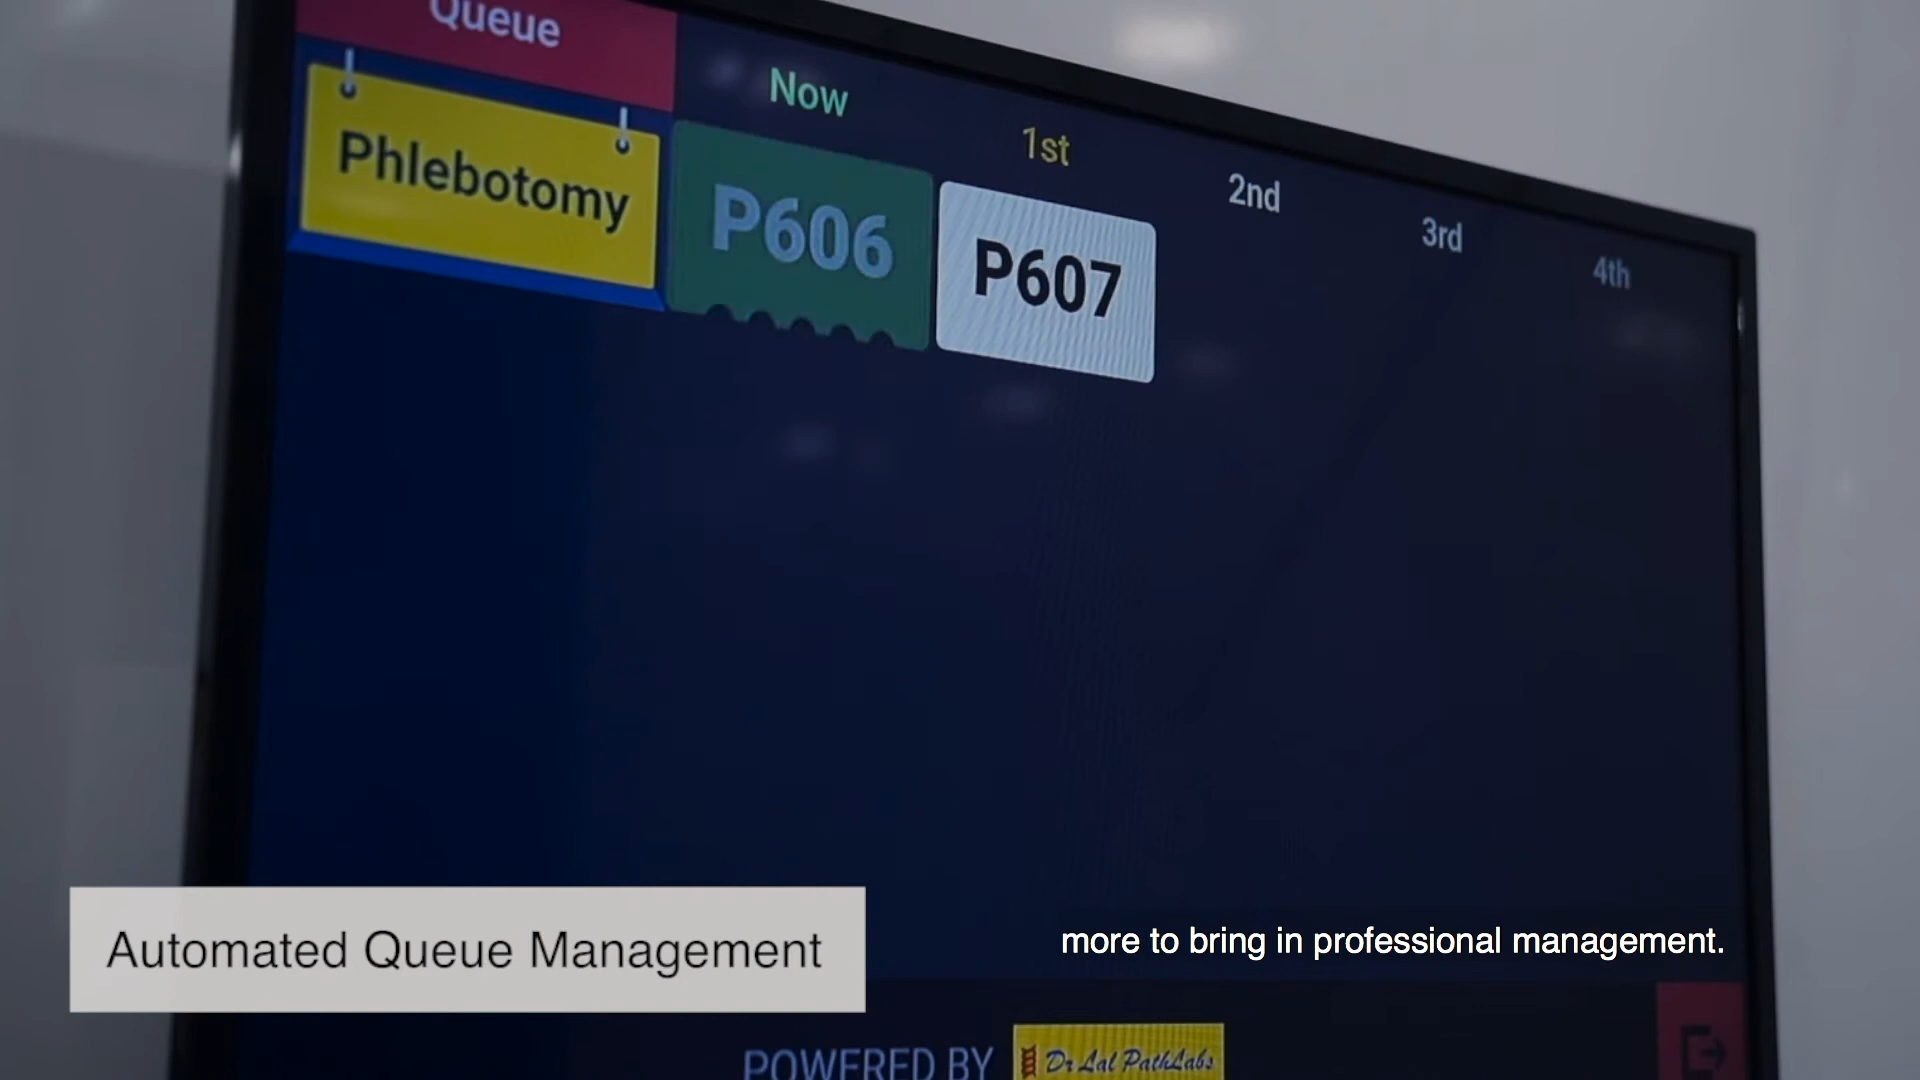 Queue
Now
1st
2nd
3rd
4th
Phlebotomy
P606
P607
Automated Queue Management
more to bring in professional management.
POWERED BY
Dr Lal PathLabs